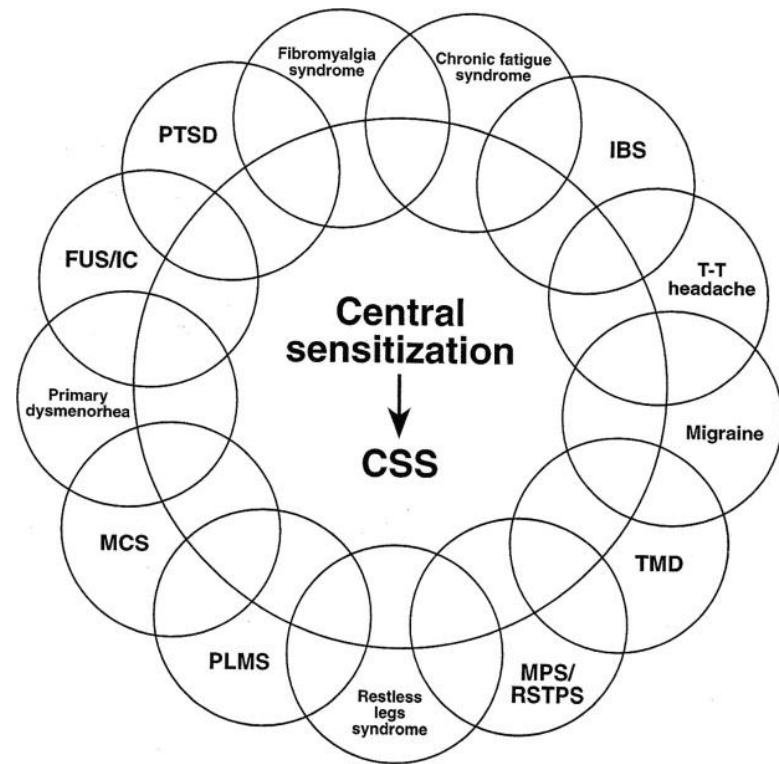 Fibromyalgia
syndrome
Chronic fatigue
syndrome
IBS
T-T
headache
Migraine
TMD
MPS/
RSTPS
Restless
legs
syndrome
PLMS
MCS
Primary
dysmenorhea
FUS/IC
PTSD
Central
sensitization
CSS